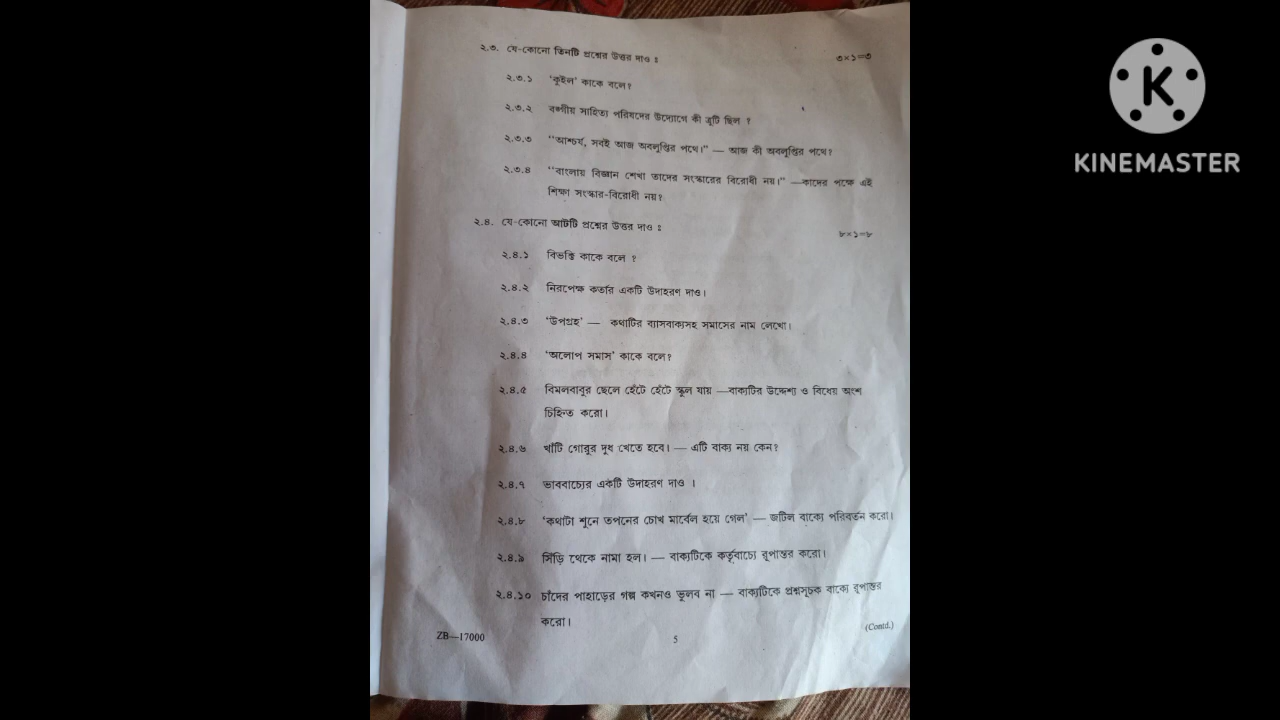 ২.৩. যে-কোনো তিনটি প্রশ্নের উত্তর দাও ঃ ৩×১=৩
২.৩.১ ‘কুইল’ কাকে বলে?
২.৩.২ বঙ্গীয় সাহিত্য পরিষদের উদ্যোগে কী ত্রুটি ছিল ?
২.৩.৩ “আশ্চর্য, সবই আজ অবলুপ্তির পথে।” — আজ কী অবলুপ্তির পথে?
২.৩.৪ “বাংলায় বিজ্ঞান শেখা তাদের সংস্কারের বিরোধী নয়।” —কাদের পক্ষে এই
শিক্ষা সংস্কার-বিরোধী নয়?
২.৪. যে-কোনো আটটি প্রশ্নের উত্তর দাও ঃ ৮×১=৮
২.৪.১ বিভক্তি কাকে বলে ?
২.৪.২ নিরপেক্ষ কর্তার একটি উদাহরণ দাও।
২.৪.৩ ‘উপগ্রহ’ — কথাটির ব্যাসবাক্যসহ সমাসের নাম লেখো।
২.৪.৪ ‘অলোপ সমাস’ কাকে বলে?
২.৪.৫ বিমলবাবুর ছেলে হেঁটে হেঁটে স্কুল যায় —বাক্যটির উদ্দেশ্য ও বিধেয় অংশ
চিহ্নিত করো।
২.৪.৬ খাঁটি গোরুর দুধ খেতে হবে। — এটি বাক্য নয় কেন?
২.৪.৭ ভাববাচ্যের একটি উদাহরণ দাও ।
২.৪.৮ ‘কথাটা শুনে তপনের চোখ মার্বেল হয়ে গেল’ — জটিল বাক্যে পরিবর্তন করো।
২.৪.৯ সিঁড়ি থেকে নামা হল। — বাক্যটিকে কর্তৃবাচ্যে রূপান্তর করো।
২.৪.১০ চাঁদের পাহাড়ের গল্প কখনও ভুলব না — বাক্যটিকে প্রশ্নসূচক বাক্যে রূপান্তর
করো।
ZB—17000 5 (Contd.)
K
KINEMASTER